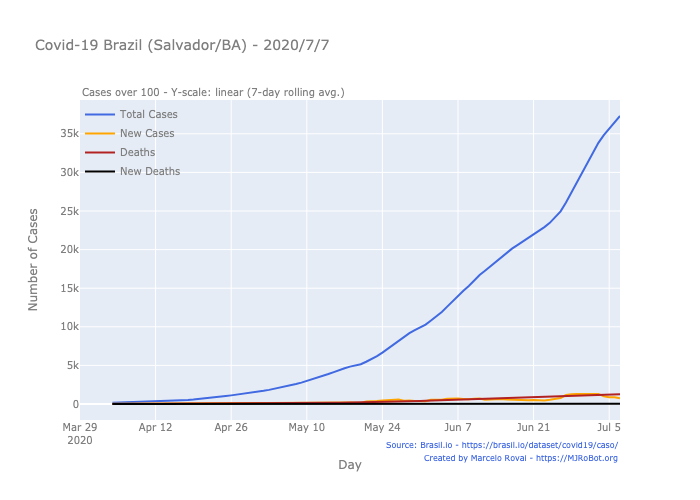 Covid-19 Brazil (Salvador/BA) - 2020/7/7
Cases over 100 - Y-scale: linear (7-day rolling avg.)
Total Cases
New Cases
Deaths
New Deaths
Number of Cases
35k
30k
25k
20k
15k
10k
5k
0
Mar 29
2020
Apr 12
Apr 26
May 10
May 24
Jun 7
Jun 21
Jul 5
Day
Source: Brasil.io - https://brasil.io/dataset/covid19/caso/
Created by Marcelo Rovai - https://MJRoBot.org